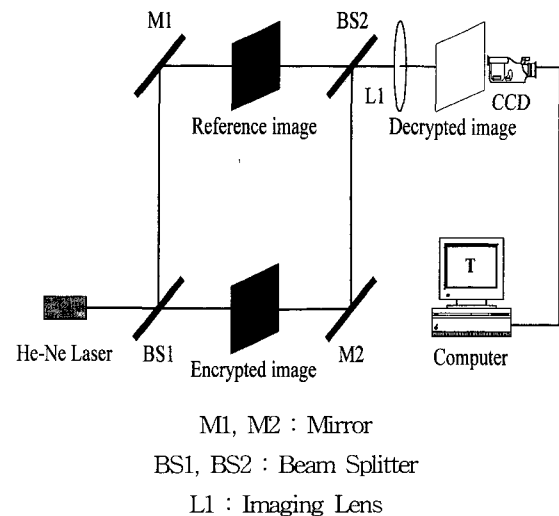 M1
BS2
L1
CCD
Reference image
Decrypted image
T
He-Ne Laser
BS1
Encrypted image
M2
Computer
M1, M2 : Mirror
BS1, BS2 : Beam Splitter
L1 : Imaging Lens